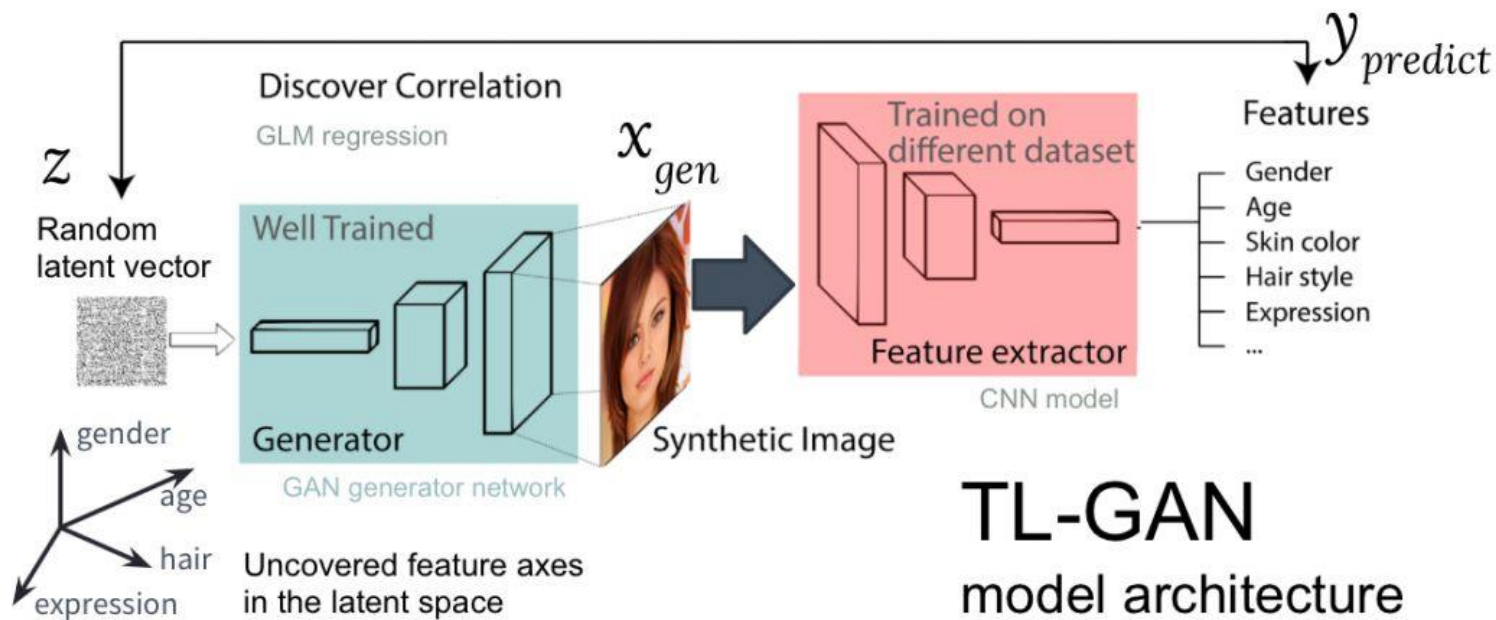 y predict
Discover Correlation
GLM regression
z
Random
latent vector
Well Trained
Generator
GAN generator network
x gen
Synthetic Image
Trained on
different dataset
Feature extractor
CNN model
Features
Gender
Age
Skin color
Hair style
Expression
...
gender
age
hair
expression
Uncovered feature axes
in the latent space
TL-GAN
model architecture